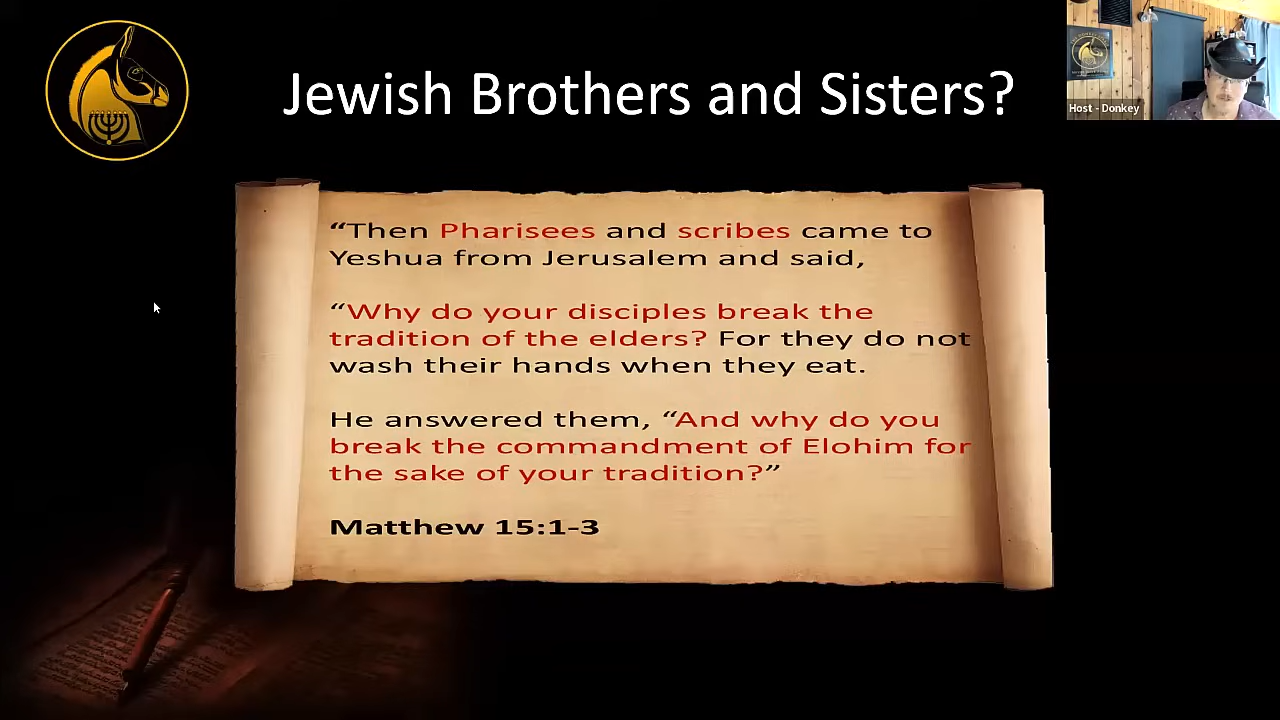 Jewish Brothers and Sisters?
Host - Donkey
“Then Pharisees and scribes came to
Yeshua from Jerusalem and said,
“Why do your disciples break the
tradition of the elders? For they do not
wash their hands when they eat.
He answered them, “And why do you
break the commandment of Elohim for
the sake of your tradition?”
Matthew 15:1-3